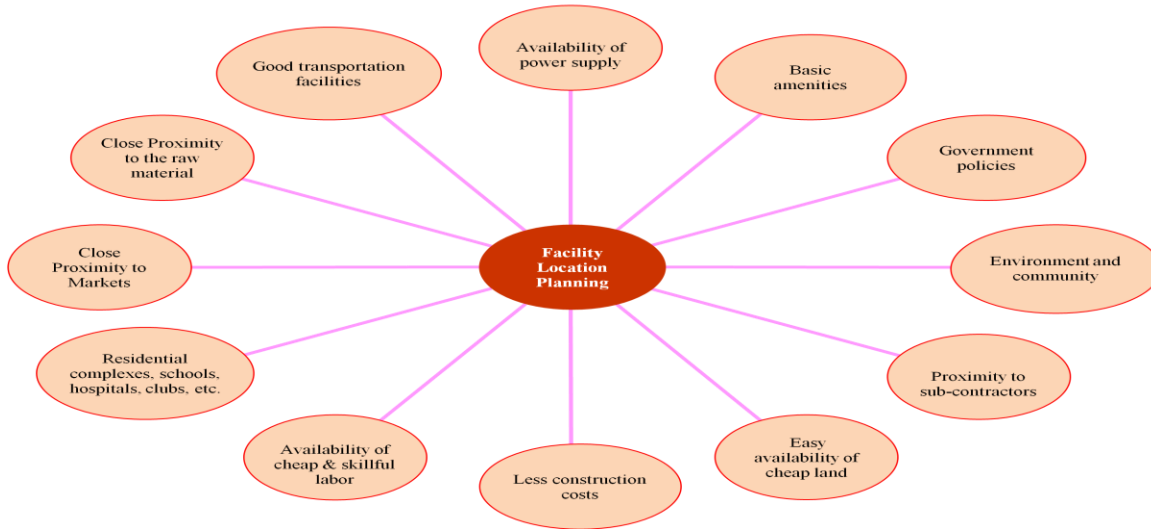 Availability of
power supply
Basic
amenities
Government
policies
Environment and
community
Proximity to
sub-contractors
Easy
availability of
cheap land
Less construction
costs
Availability of
cheap & skillful
labor
Residential
complexes, schools,
hospitals, clubs, etc.
Close
Proximity to
Markets
Close Proximity
to the raw
material
Good transportation
facilities
Facility
Location
Planning